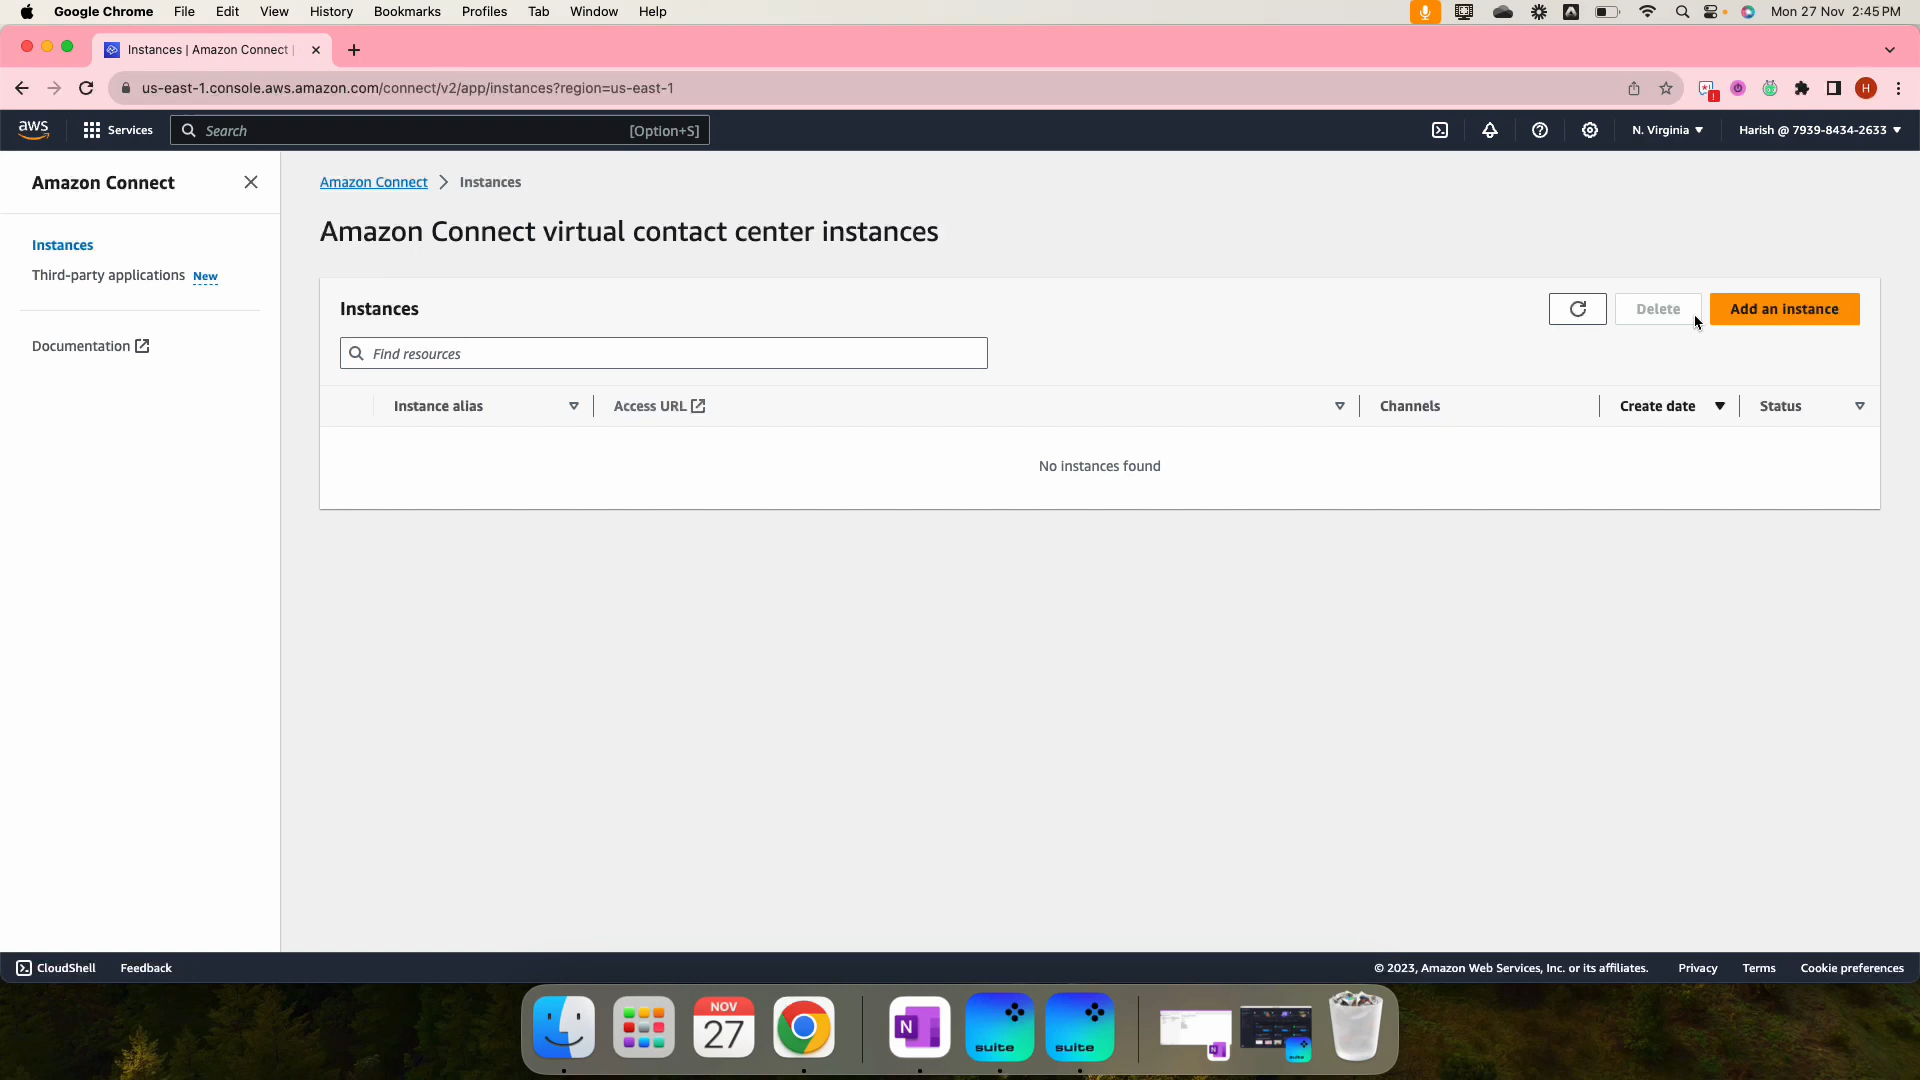 Google Chrome File Edit View History Bookmarks Profiles Tab Window Help Mon 27 Nov 2:45 PM
Instances | Amazon Connect |
us-east-1.console.aws.amazon.com/connect/v2/app/instances?region=us-east-1 H
aws Services Search [Option+S] N. Virginia Harish @ 7939-8434-2633
Amazon Connect
Instances
Third-party applications New
Documentation
Amazon Connect Instances
Amazon Connect virtual contact center instances
Instances Delete Add an instance
Find resources
Instance alias Access URL Channels Create date Status
No instances found
CloudShell Feedback © 2023, Amazon Web Services, Inc. or its affiliates. Privacy Terms Cookie preferences
NOV
27
N
suite
suite